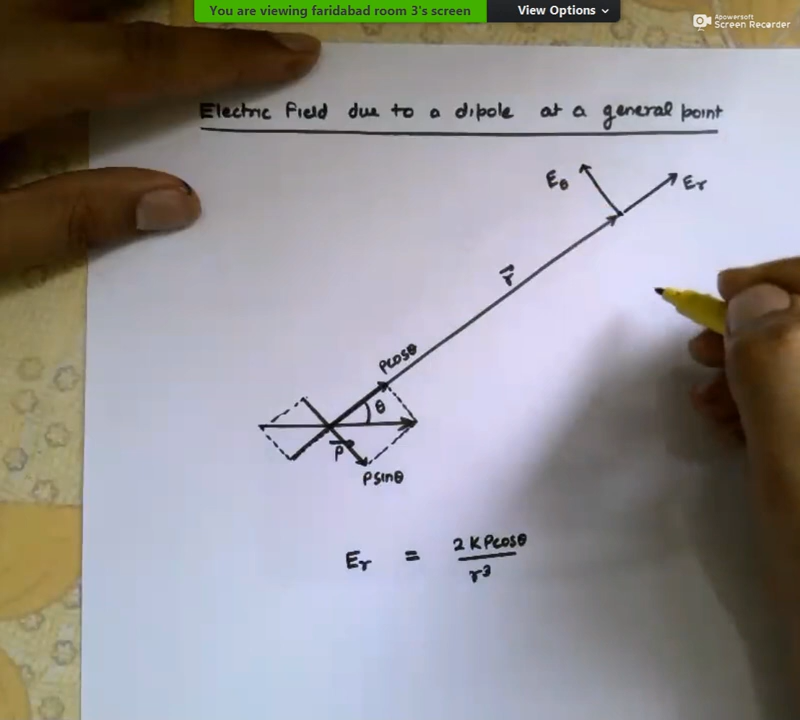 You are viewing faridabad room 3's screen
View Options
Apowersoft
Screen Recorder
Electric Field due to a dipole at a general point
Eθ
Er
r⃗
Pcosθ
θ
P⃗
Psinθ
Er = 2KPcosθ
r³